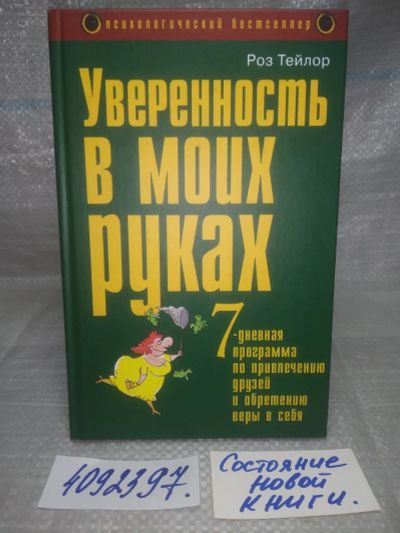 психологический бестселлер
Роз Тейлор
Уверенность
в моих
руках
7
-дневная
программа
по привлечению
друзей
и обретению
веры в себя
4092397.
Состояние
новой
книги.